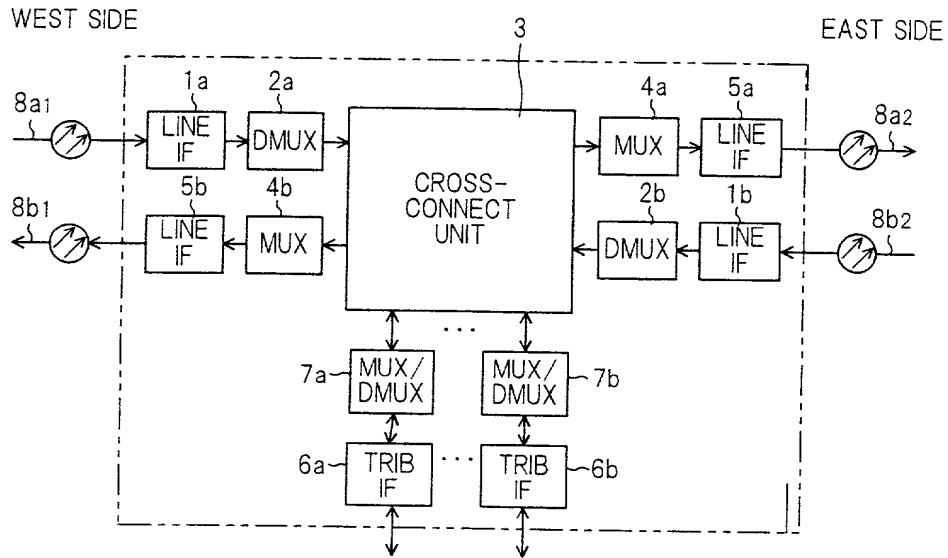 WEST SIDE
EAST SIDE
3
8a1
1a
2a
4a
5a
8a2
LINE
IF
DMUX
MUX
LINE
IF
CROSS-
CONNECT
UNIT
8b1
5b
4b
2b
1b
8b2
LINE
IF
MUX
DMUX
LINE
IF
...
7a
MUX/
DMUX
MUX/
DMUX
7b
6a
TRIB
IF
...
TRIB
IF
6b